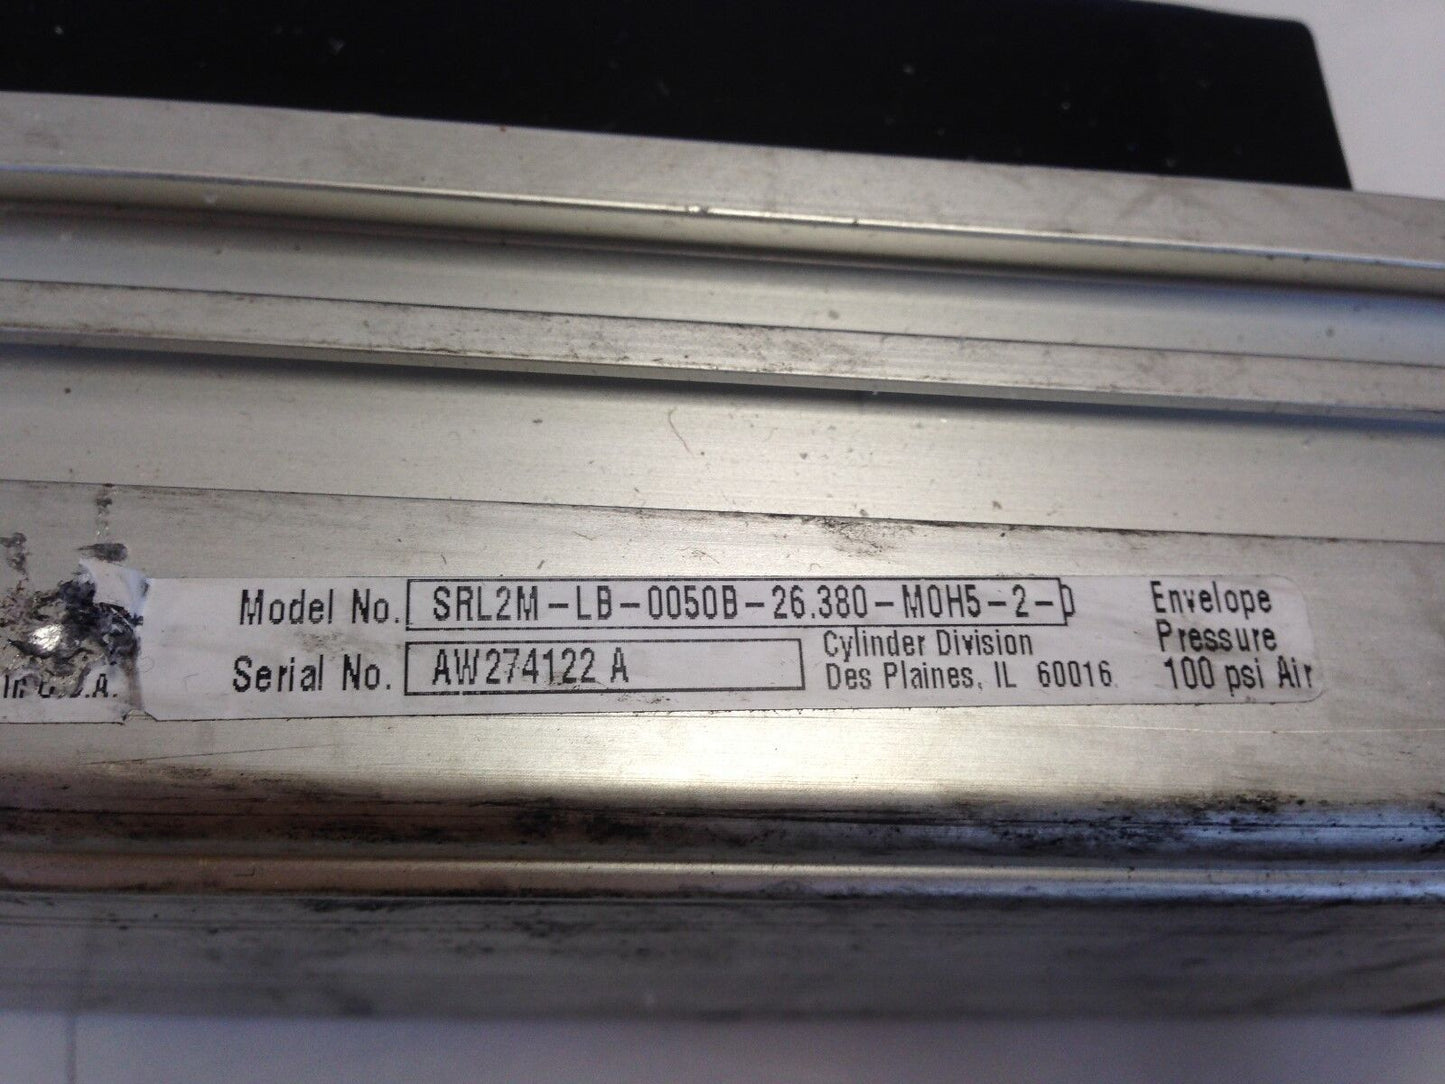 Model No. SRL2M-LB-0050B-26.380-M0H5-2-
Serial No. AW274122 A
Cylinder Division
Des Plaines, IL 60016
Envelope
Pressure
100 psi Air
in U.S.A.